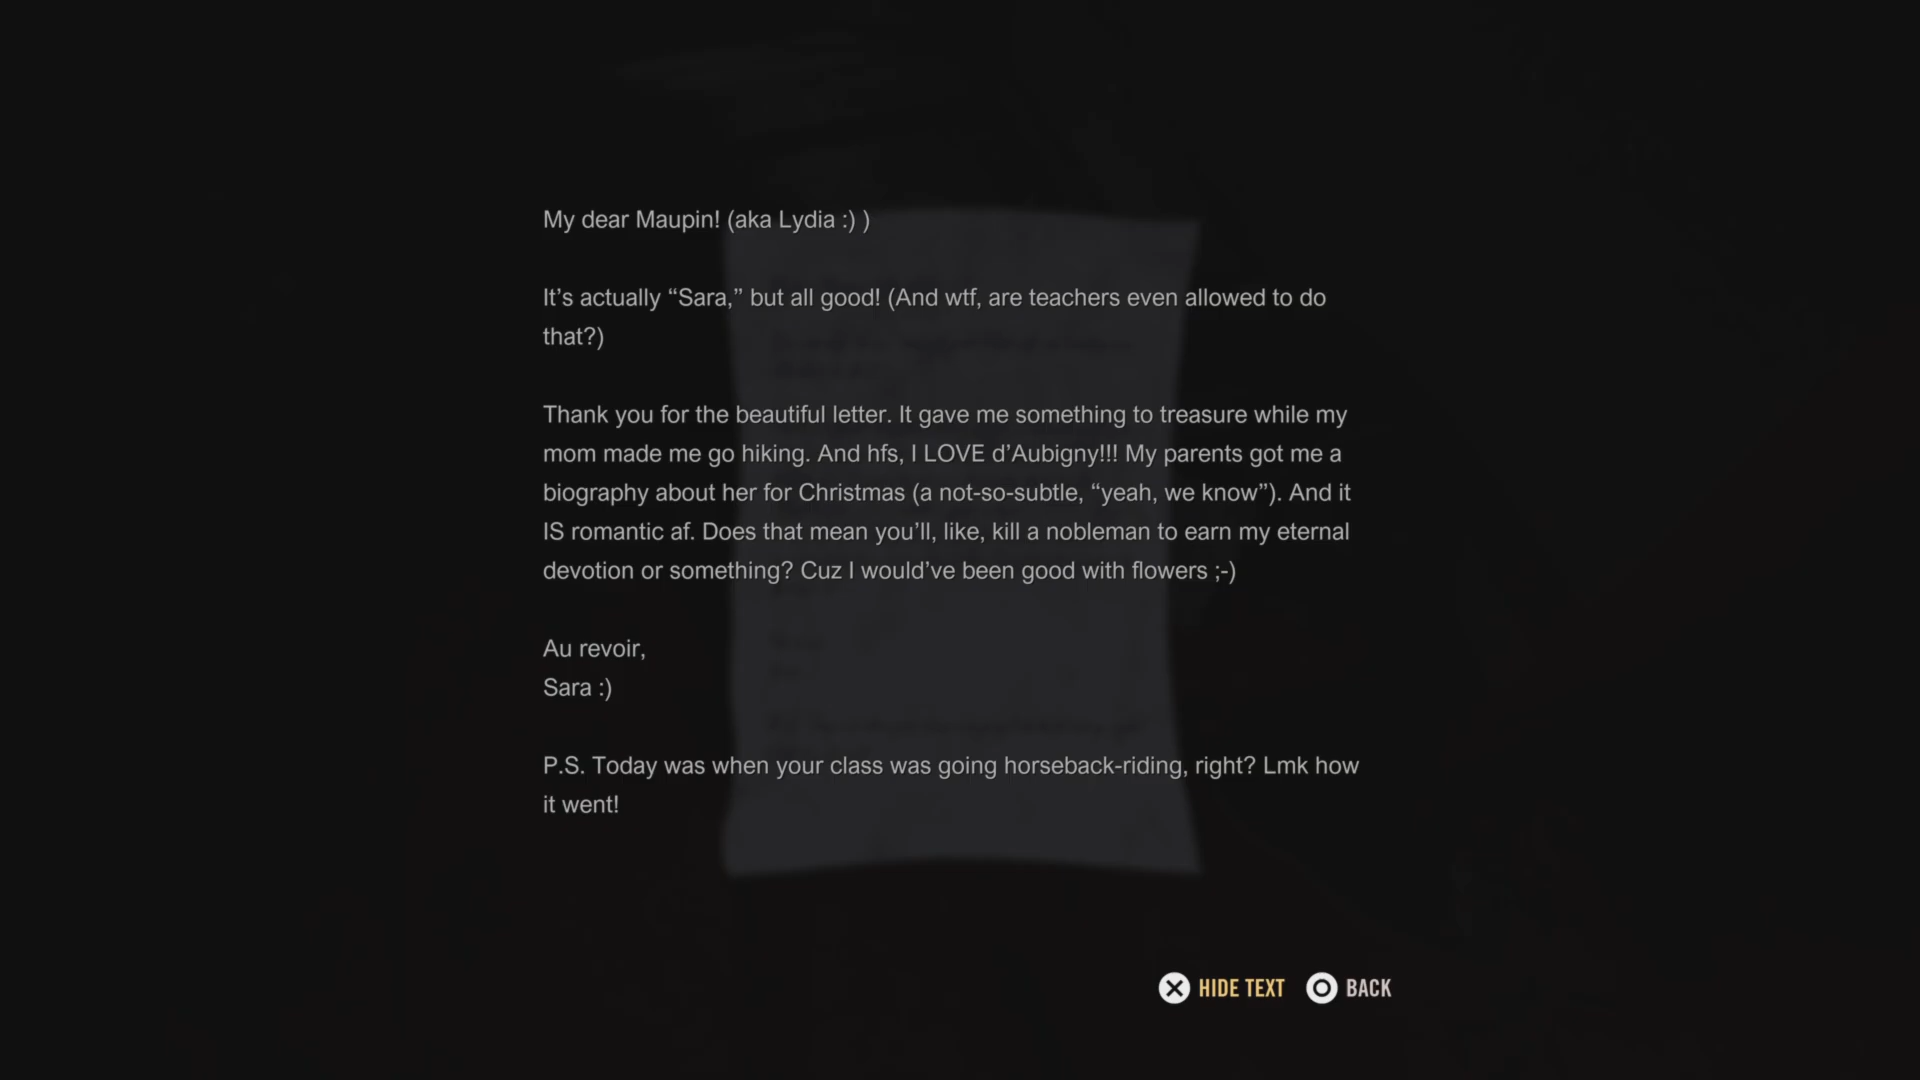 My dear Maupin! (aka Lydia :) )
It’s actually “Sara,” but all good! (And wtf, are teachers even allowed to do
that?)
Thank you for the beautiful letter. It gave me something to treasure while my
mom made me go hiking. And hfs, I LOVE d’Aubigny!!! My parents got me a
biography about her for Christmas (a not-so-subtle, “yeah, we know”). And it
IS romantic af. Does that mean you’ll, like, kill a nobleman to earn my eternal
devotion or something? Cuz I would’ve been good with flowers ;-)
Au revoir,
Sara :)
P.S. Today was when your class was going horseback-riding, right? Lmk how
it went!
HIDE TEXT BACK